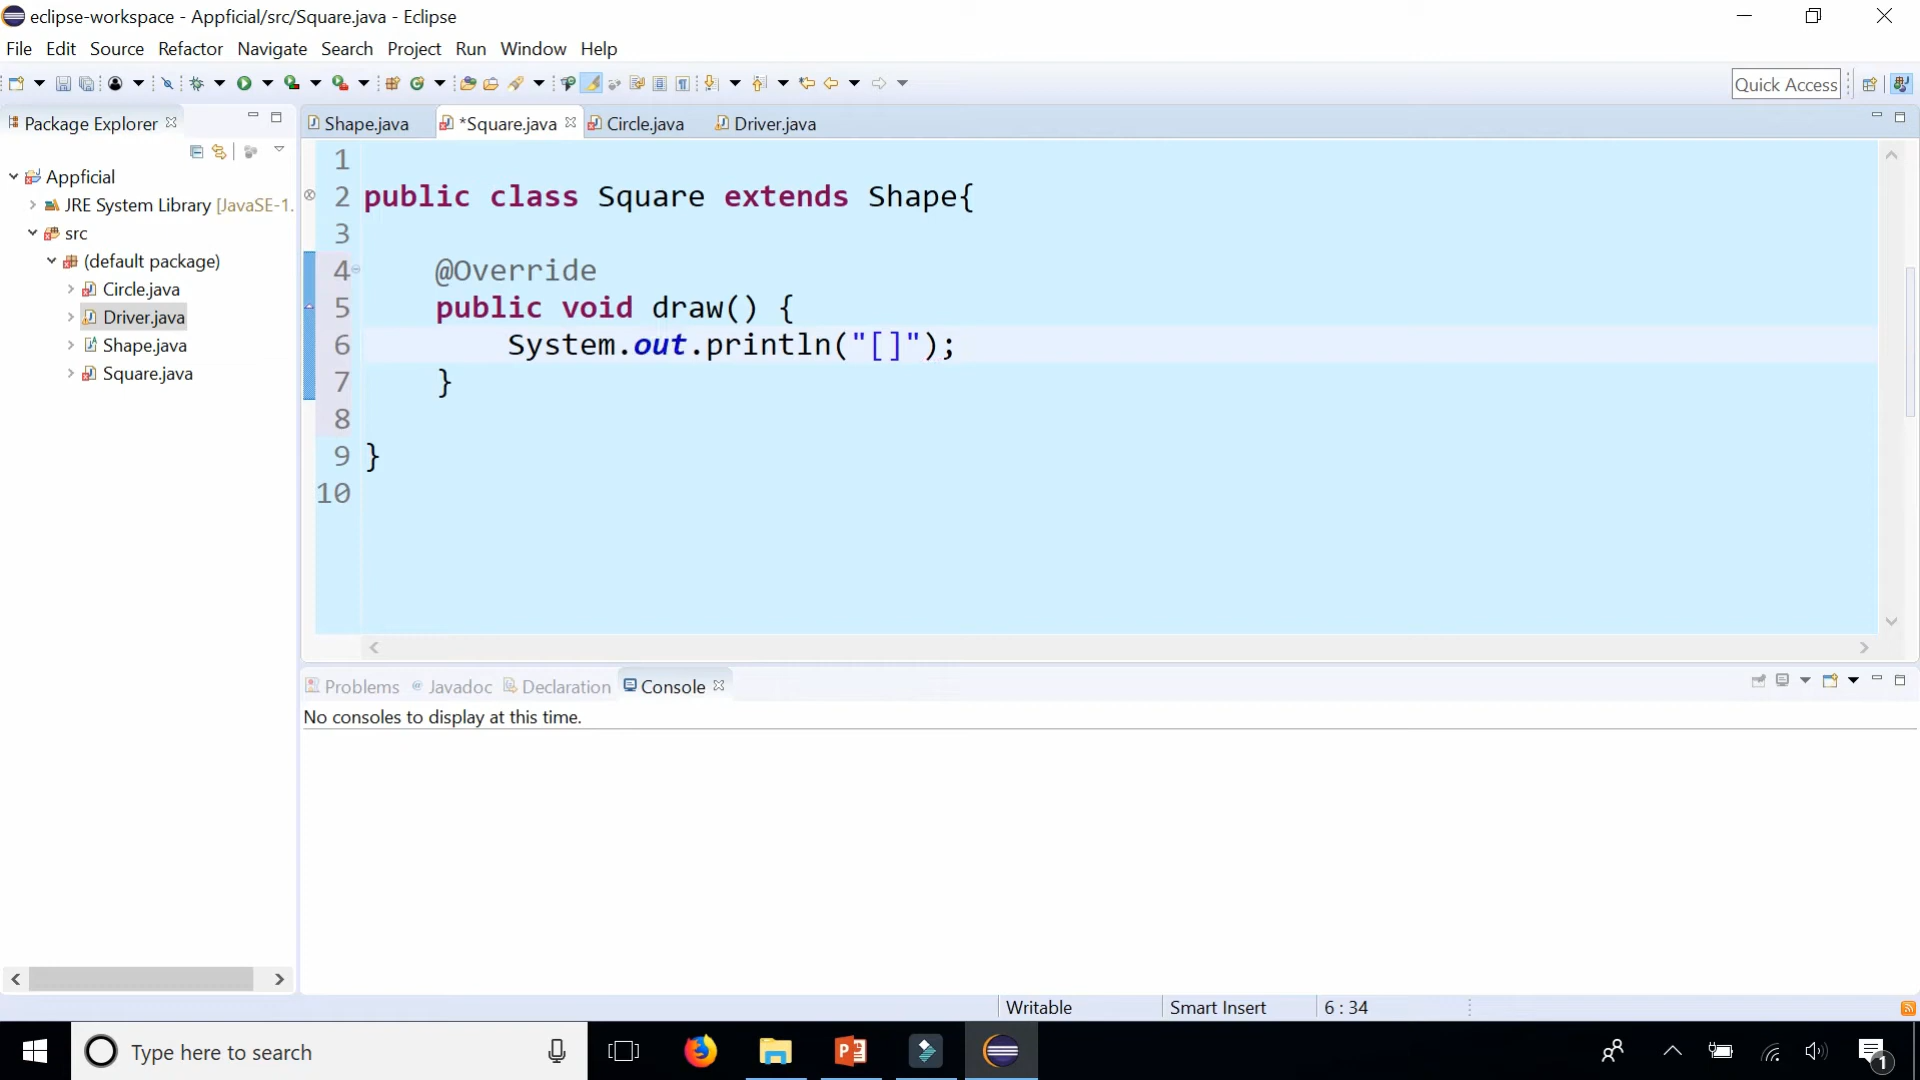 eclipse-workspace - Appficial/src/Square.java - Eclipse
File Edit Source Refactor Navigate Search Project Run Window Help
Quick Access
Package Explorer
Shape.java *Square.java Circle.java Driver.java
Appficial
JRE System Library [JavaSE-1.
src
(default package)
Circle.java
Driver.java
Shape.java
Square.java
1
2 public class Square extends Shape{
3
4 @Override
5 public void draw() {
6 System.out.println("[]");
7 }
8
9 }
10
Problems @ Javadoc Declaration Console
No consoles to display at this time.
Writable Smart Insert 6 : 34
Type here to search
1